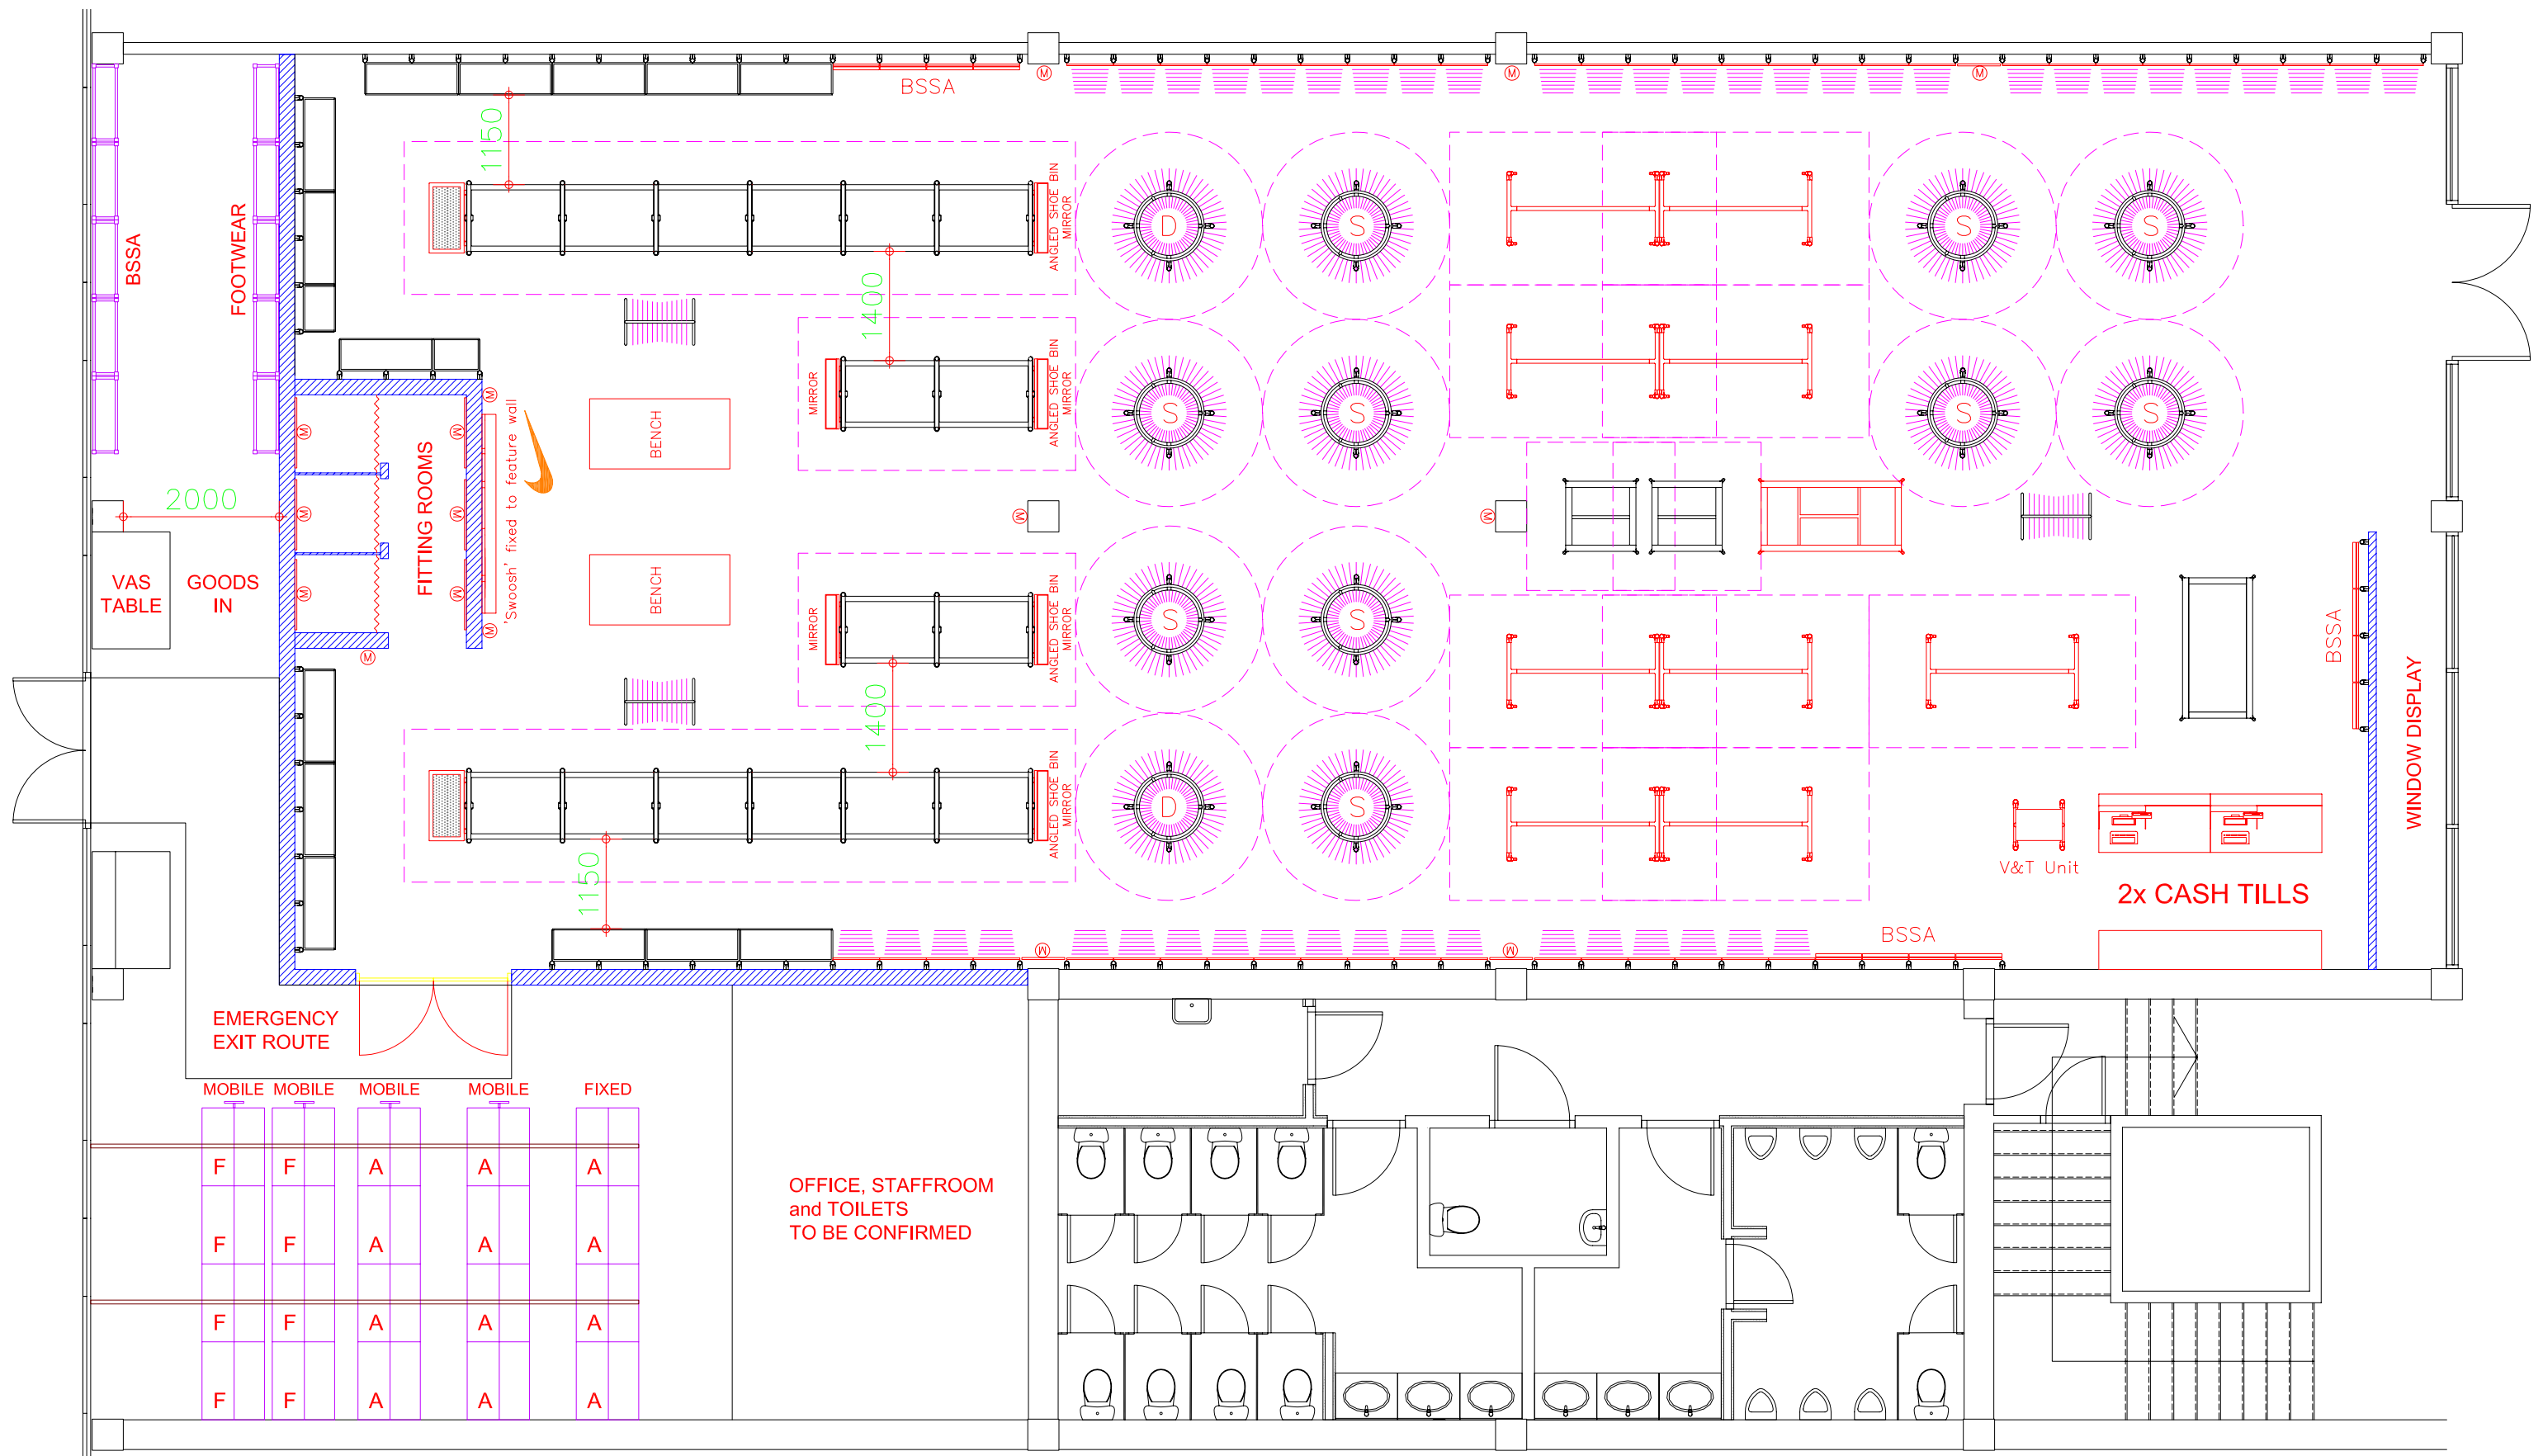 BSSA
M
M
M
1150
BSSA
FOOTWEAR
ANGLED SHOE BIN
MIRROR
D
S
S
S
1400
MIRROR
ANGLED SHOE BIN
MIRROR
S
S
S
S
M
M
M
M
M
M
M
M
FITTING ROOMS
'Swoosh' fixed to feature wall
BENCH
BENCH
2000
M
M
VAS
TABLE
GOODS
IN
M
MIRROR
ANGLED SHOE BIN
MIRROR
S
S
BSSA
WINDOW DISPLAY
1400
ANGLED SHOE BIN
MIRROR
D
S
V&T Unit
2x CASH TILLS
1150
M
M
BSSA
EMERGENCY
EXIT ROUTE
MOBILE MOBILE MOBILE MOBILE FIXED
F F A A A
F F A A A
F F A A A
F F A A A
OFFICE, STAFFROOM
and TOILETS
TO BE CONFIRMED